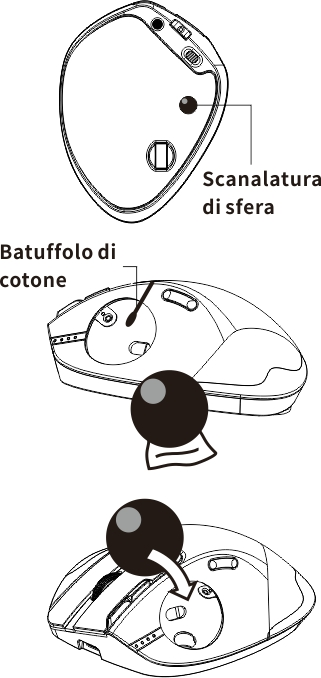 Scanalatura
di sfera
Batuffolo di
cotone